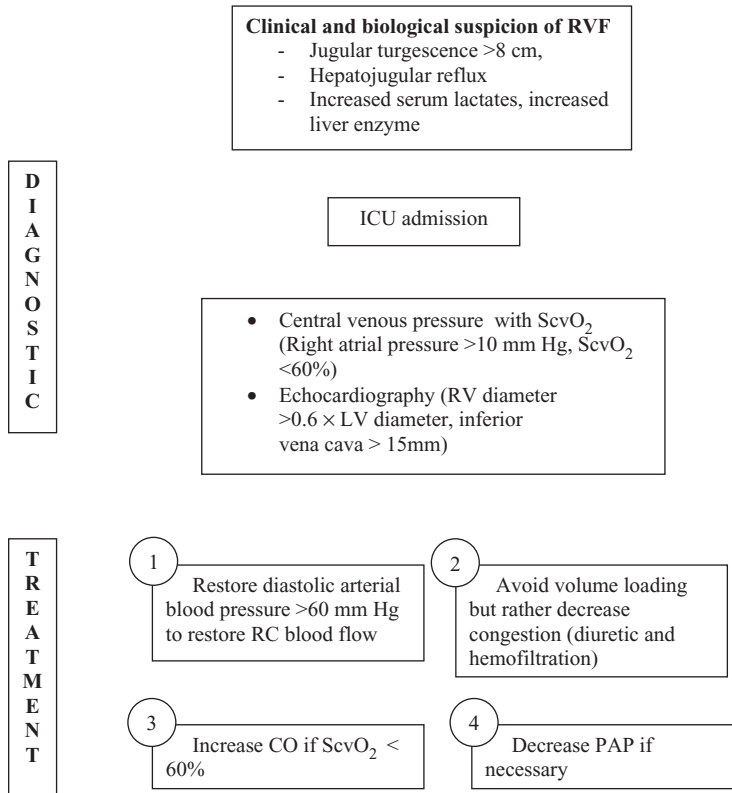 Clinical and biological suspicion of RVF
- Jugular turgescence >8 cm,
- Hepatojugular reflux
- Increased serum lactates, increased
liver enzyme
D
I
A
G
N
O
S
T
I
C
ICU admission
• Central venous pressure with ScvO₂
(Right atrial pressure >10 mm Hg, ScvO₂
<60%)
• Echocardiography (RV diameter
>0.6 × LV diameter, inferior
vena cava > 15mm)
T
R
E
A
T
M
E
N
T
1
Restore diastolic arterial
blood pressure >60 mm Hg
to restore RC blood flow
2
Avoid volume loading
but rather decrease
congestion (diuretic and
hemofiltration)
3
Increase CO if ScvO₂ <
60%
4
Decrease PAP if
necessary